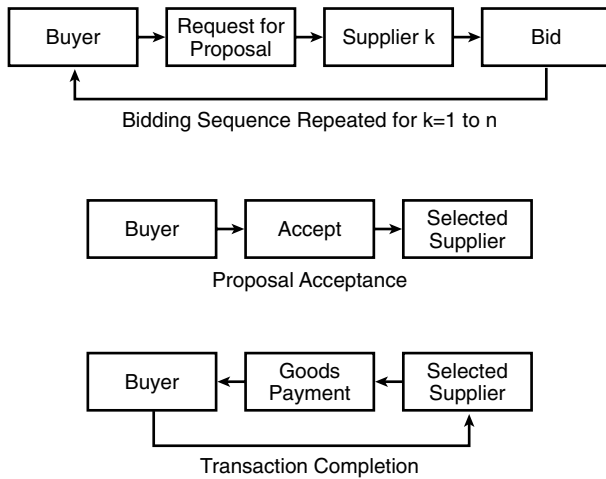 Buyer
Request for
Proposal
Supplier k
Bid
Bidding Sequence Repeated for k=1 to n
Buyer
Accept
Selected
Supplier
Proposal Acceptance
Buyer
Goods
Payment
Selected
Supplier
Transaction Completion